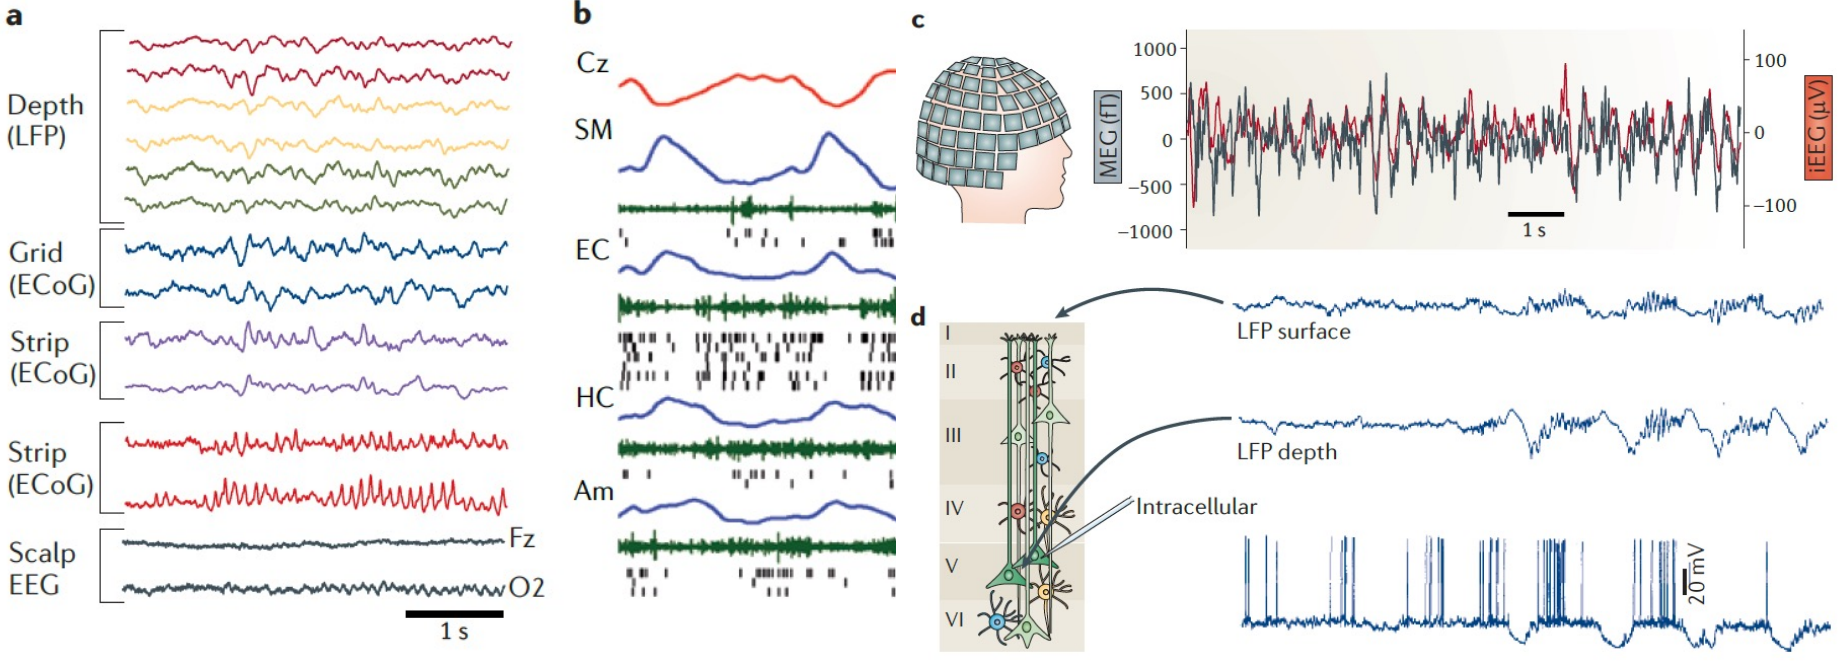 a
Depth
(LFP)
Grid
(ECoG)
Strip
(ECoG)
Strip
(ECoG)
Scalp
EEG
Fz
O2
1 s
b
Cz
SM
EC
HC
Am
c
MEG (fT)
1000
500
0
−500
−1000
100
0
−100
iEEG (μV)
1 s
d
I
II
III
IV
V
VI
LFP surface
LFP depth
Intracellular
20 mV